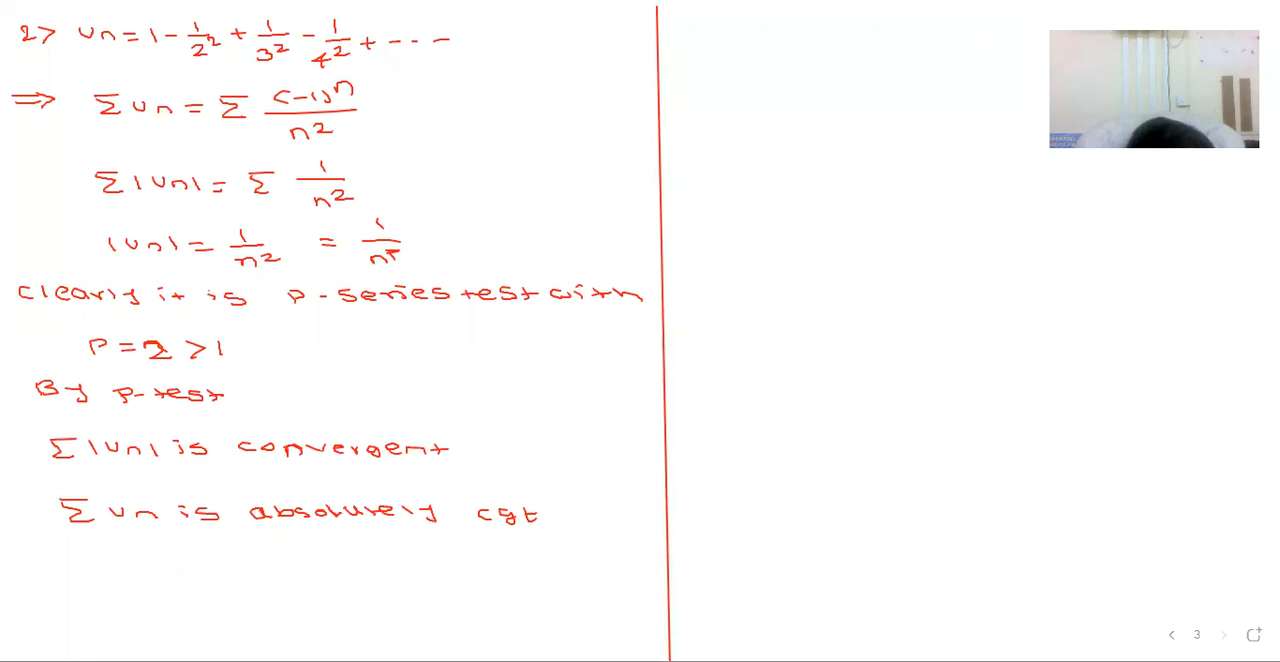 2> Un = 1 - 1/2² + 1/3² - 1/4² + ----
⇒ Σ Un = Σ (-1)ⁿ/n²
Σ |Un| = Σ 1/n²
|Un| = 1/n² = 1/nᵖ
Clearly it is P-series test with
P = 2 > 1
By P-test
Σ |Un| is convergent
Σ Un is absolutely cgt
3